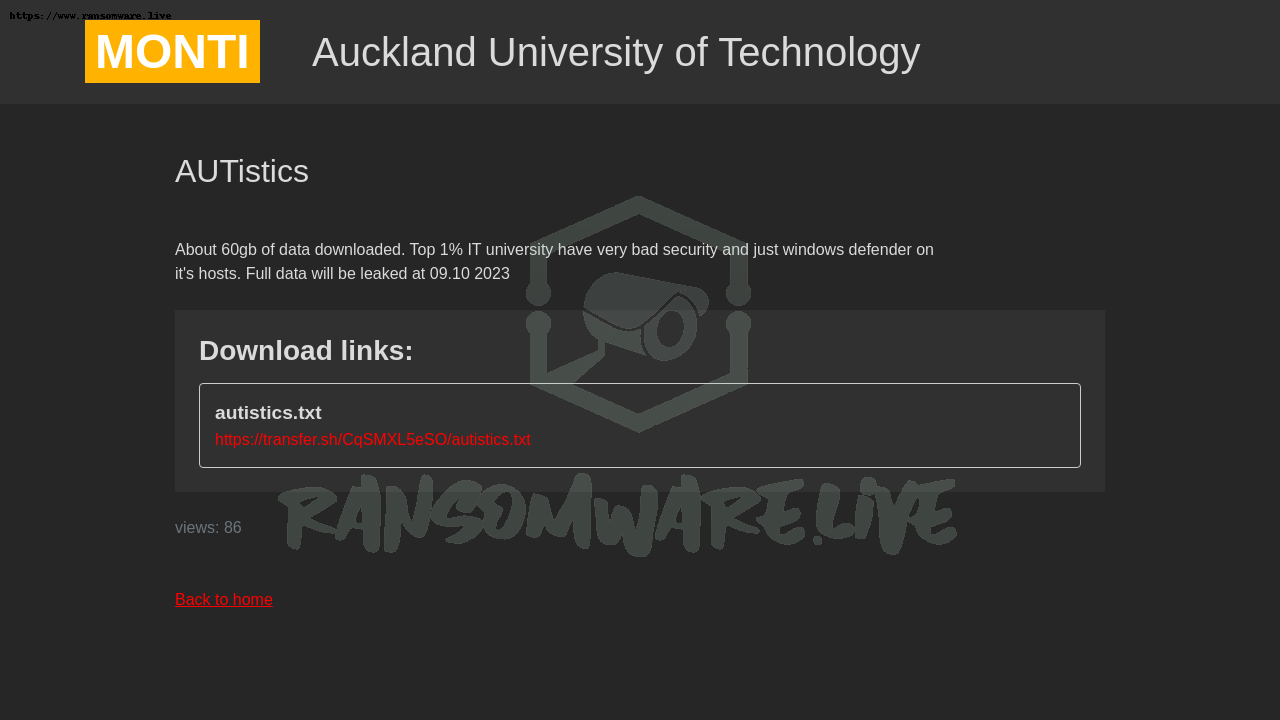 https://www.ransomware.live
MONTI
Auckland University of Technology
AUTistics
About 60gb of data downloaded. Top 1% IT university have very bad security and just windows defender on
it's hosts. Full data will be leaked at 09.10 2023
Download links:
autistics.txt
https://transfer.sh/CqSMXL5eSO/autistics.txt
RANSOMWARE.LIVE
views: 86
Back to home